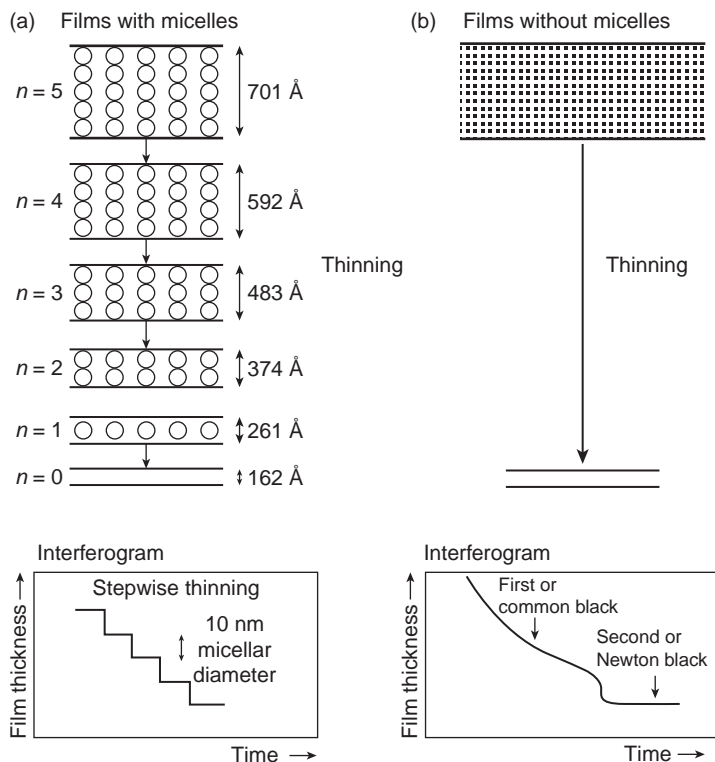 (a) Films with micelles
n = 5
701 Å
n = 4
592 Å
n = 3
483 Å
n = 2
374 Å
n = 1
261 Å
n = 0
162 Å
Thinning
(b) Films without micelles
Thinning
Interferogram
Film thickness
Stepwise thinning
10 nm
micellar
diameter
Time
Interferogram
Film thickness
First or
common black
Second or
Newton black
Time